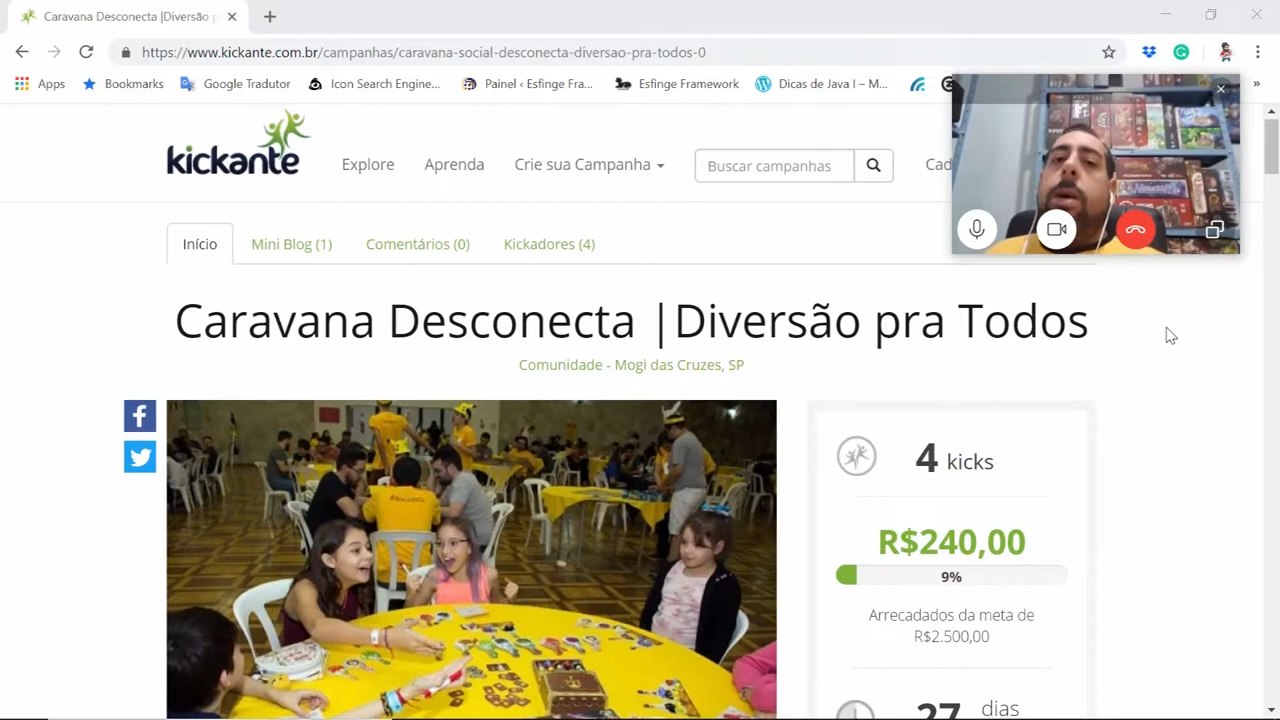 Caravana Desconecta |Diversão p
https://www.kickante.com.br/campanhas/caravana-social-desconecta-diversao-pra-todos-0
Apps Bookmarks Google Tradutor Icon Search Engine... Painel ‹ Esfinge Fra... Esfinge Framework Dicas de Java I – M... »
kickante Explore Aprenda Crie sua Campanha Buscar campanhas Cad
Início Mini Blog (1) Comentários (0) Kickadores (4)
Caravana Desconecta |Diversão pra Todos
Comunidade - Mogi das Cruzes, SP
4 kicks
R$240,00
9%
Arrecadados da meta de
R$2.500,00
27 dias